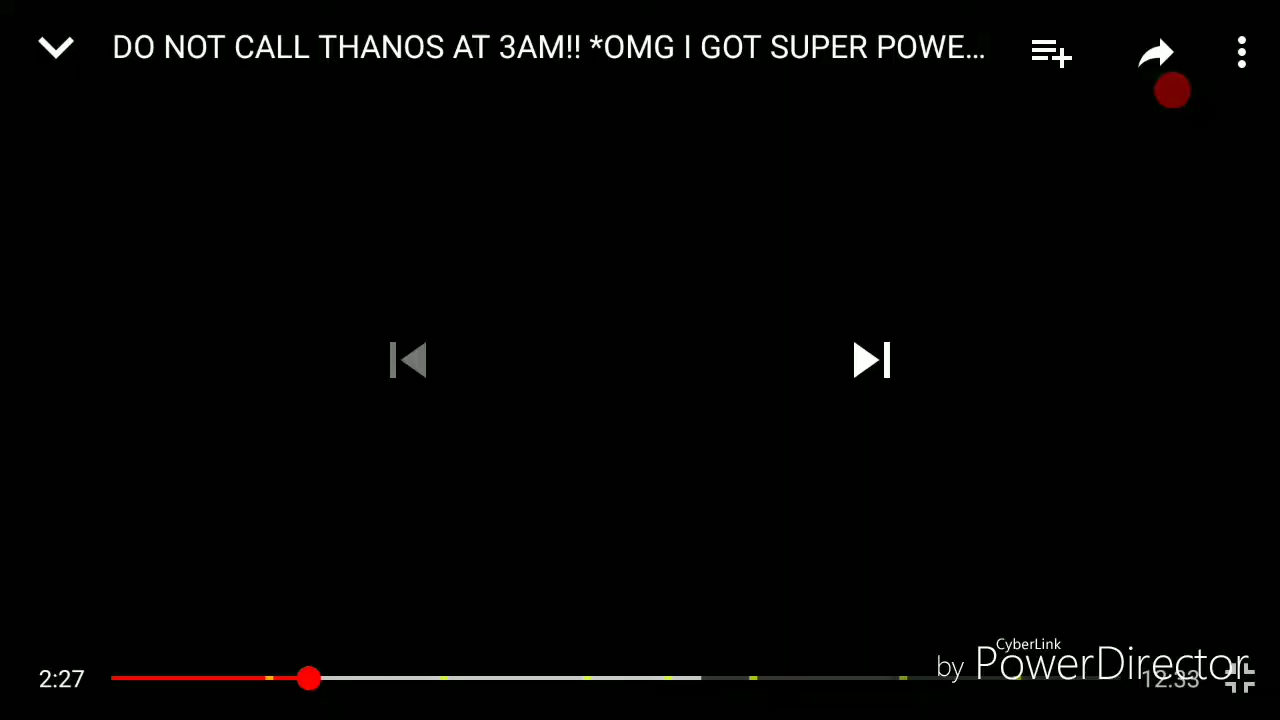 DO NOT CALL THANOS AT 3AM!! *OMG I GOT SUPER POWE...
2:27
12:33
CyberLink
by PowerDirector